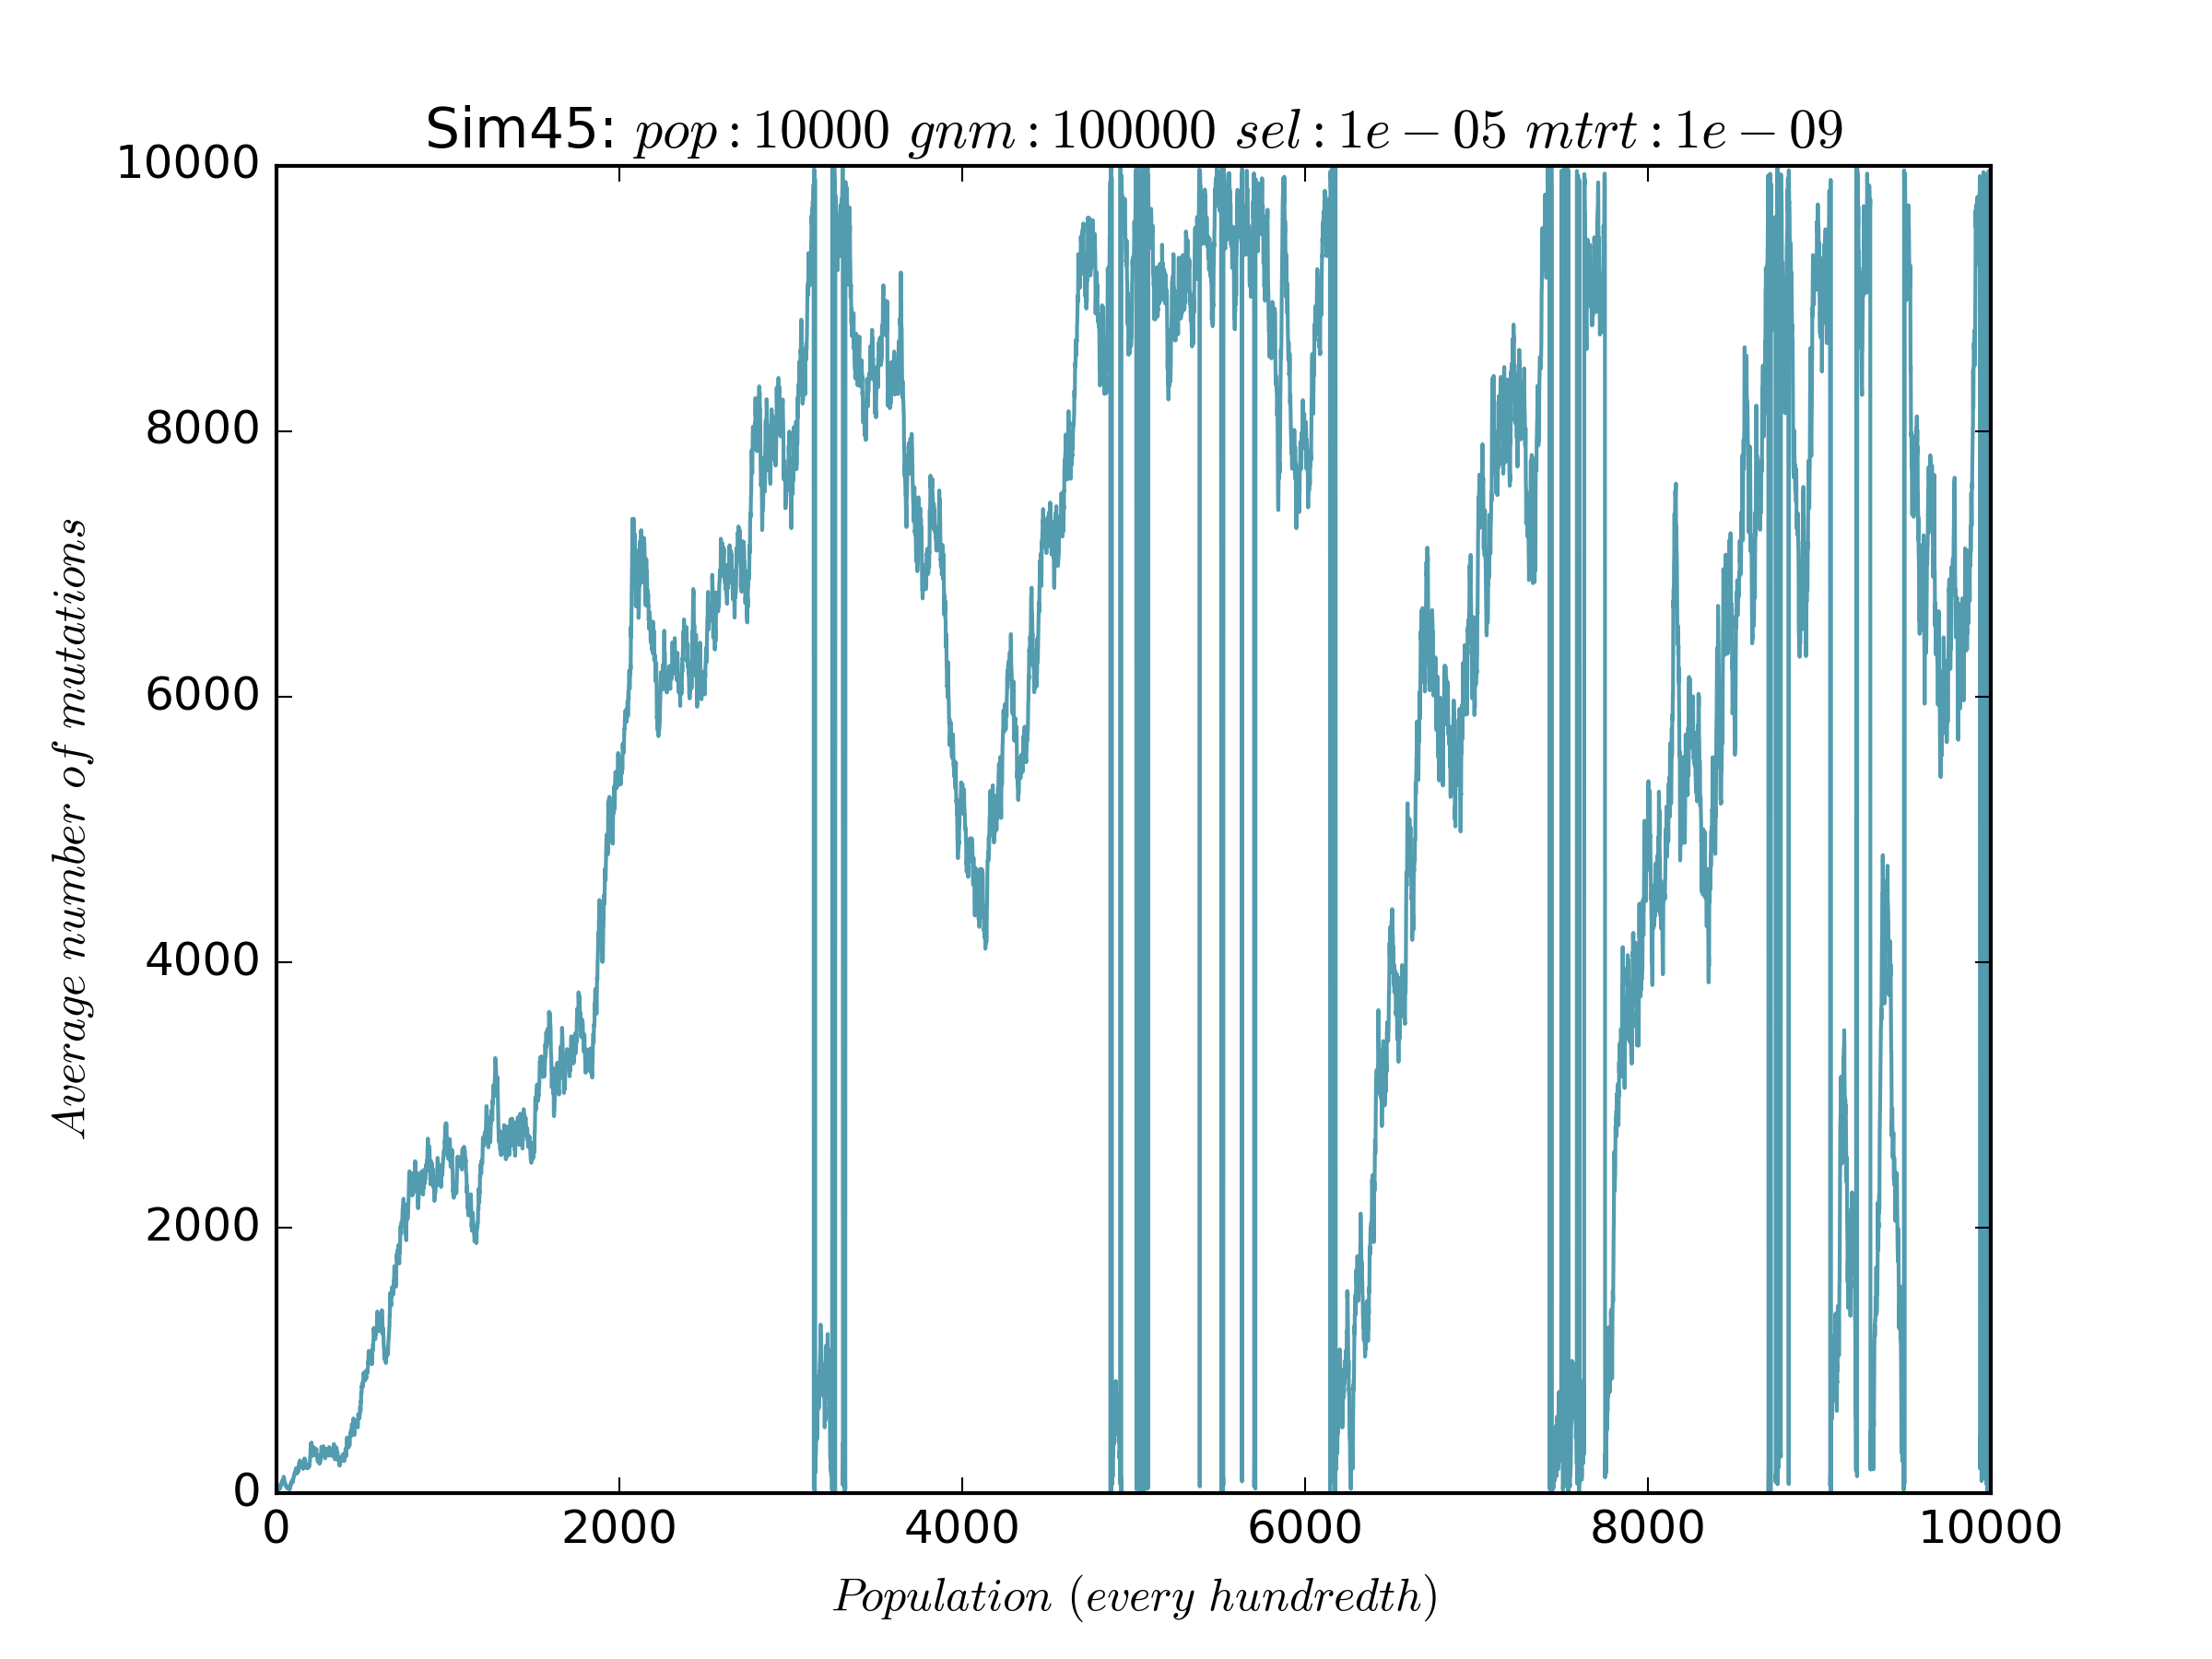 Sim45: pop : 10000 gnm : 100000 sel : 1e − 05 mtrt : 1e − 09
10000
8000
6000
4000
2000
0
Average number of mutations
0 2000 4000 6000 8000 10000
Population (every hundredth)